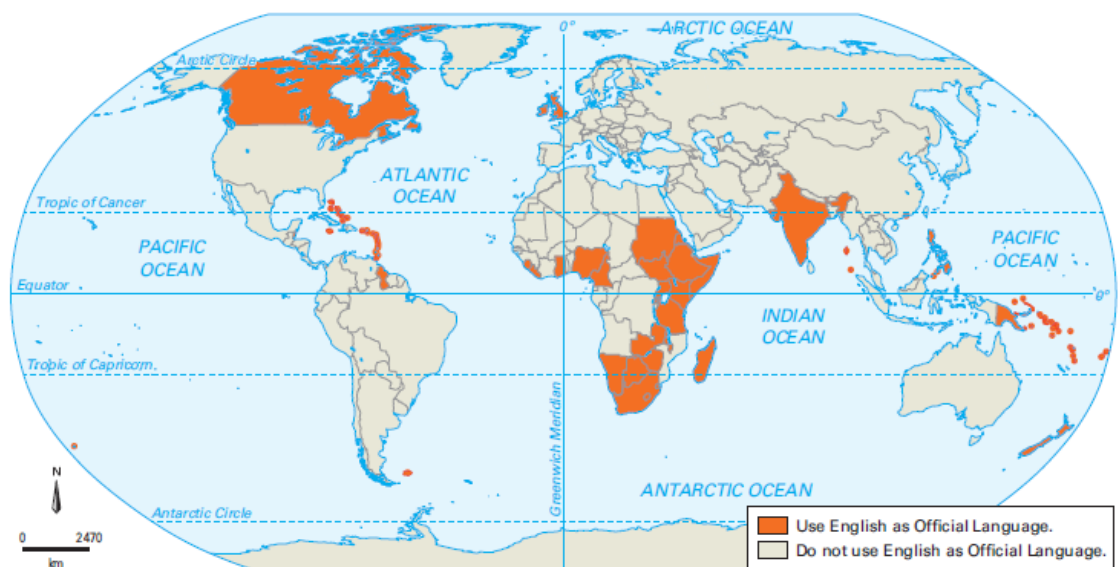 ARCTIC OCEAN
0°
Arctic Circle
ATLANTIC
OCEAN
Tropic of Cancer
PACIFIC
OCEAN
PACIFIC
OCEAN
Equator
0°
INDIAN
OCEAN
Tropic of Capricorn
Greenwich Meridian
N
ANTARCTIC OCEAN
Antarctic Circle
0 2470
km
Use English as Official Language.
Do not use English as Official Language.